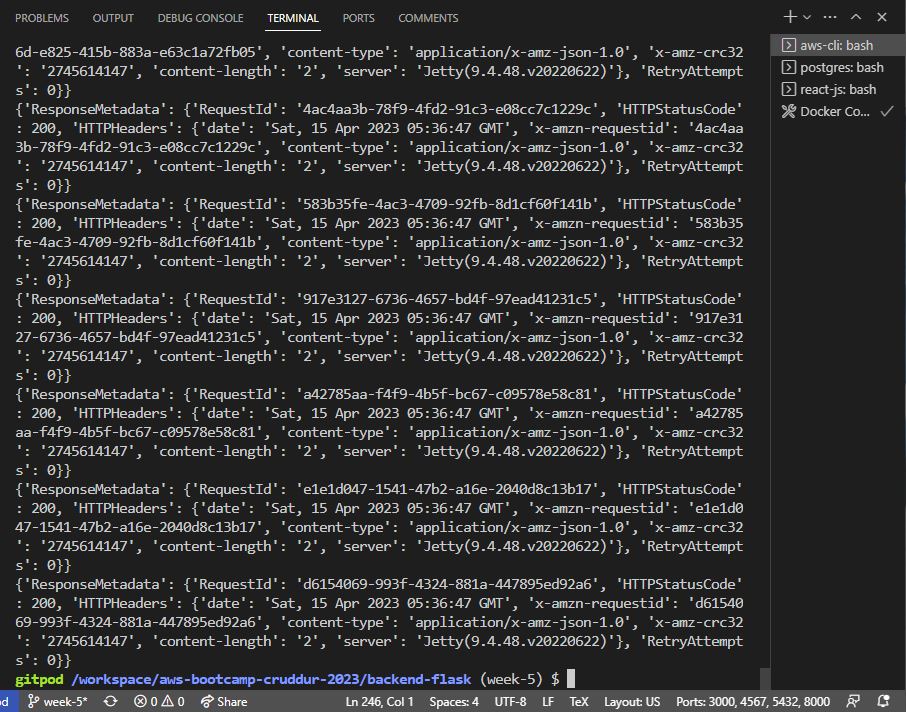 PROBLEMS OUTPUT DEBUG CONSOLE TERMINAL PORTS COMMENTS
6d-e825-415b-883a-e63c1a72fb05', 'content-type': 'application/x-amz-json-1.0', 'x-amz-crc32
': '2745614147', 'content-length': '2', 'server': 'Jetty(9.4.48.v20220622)'}, 'RetryAttempt
s': 0}}
{'ResponseMetadata': {'RequestId': '4ac4aa3b-78f9-4fd2-91c3-e08cc7c1229c', 'HTTPStatusCode'
: 200, 'HTTPHeaders': {'date': 'Sat, 15 Apr 2023 05:36:47 GMT', 'x-amzn-requestid': '4ac4aa
3b-78f9-4fd2-91c3-e08cc7c1229c', 'content-type': 'application/x-amz-json-1.0', 'x-amz-crc32
': '2745614147', 'content-length': '2', 'server': 'Jetty(9.4.48.v20220622)'}, 'RetryAttempt
s': 0}}
{'ResponseMetadata': {'RequestId': '583b35fe-4ac3-4709-92fb-8d1cf60f141b', 'HTTPStatusCode'
: 200, 'HTTPHeaders': {'date': 'Sat, 15 Apr 2023 05:36:47 GMT', 'x-amzn-requestid': '583b35
fe-4ac3-4709-92fb-8d1cf60f141b', 'content-type': 'application/x-amz-json-1.0', 'x-amz-crc32
': '2745614147', 'content-length': '2', 'server': 'Jetty(9.4.48.v20220622)'}, 'RetryAttempt
s': 0}}
{'ResponseMetadata': {'RequestId': '917e3127-6736-4657-bd4f-97ead41231c5', 'HTTPStatusCode'
: 200, 'HTTPHeaders': {'date': 'Sat, 15 Apr 2023 05:36:47 GMT', 'x-amzn-requestid': '917e31
27-6736-4657-bd4f-97ead41231c5', 'content-type': 'application/x-amz-json-1.0', 'x-amz-crc32
': '2745614147', 'content-length': '2', 'server': 'Jetty(9.4.48.v20220622)'}, 'RetryAttempt
s': 0}}
{'ResponseMetadata': {'RequestId': 'a42785aa-f4f9-4b5f-bc67-c09578e58c81', 'HTTPStatusCode'
: 200, 'HTTPHeaders': {'date': 'Sat, 15 Apr 2023 05:36:47 GMT', 'x-amzn-requestid': 'a42785
aa-f4f9-4b5f-bc67-c09578e58c81', 'content-type': 'application/x-amz-json-1.0', 'x-amz-crc32
': '2745614147', 'content-length': '2', 'server': 'Jetty(9.4.48.v20220622)'}, 'RetryAttempt
s': 0}}
{'ResponseMetadata': {'RequestId': 'e1e1d047-1541-47b2-a16e-2040d8c13b17', 'HTTPStatusCode'
: 200, 'HTTPHeaders': {'date': 'Sat, 15 Apr 2023 05:36:47 GMT', 'x-amzn-requestid': 'e1e1d0
47-1541-47b2-a16e-2040d8c13b17', 'content-type': 'application/x-amz-json-1.0', 'x-amz-crc32
': '2745614147', 'content-length': '2', 'server': 'Jetty(9.4.48.v20220622)'}, 'RetryAttempt
s': 0}}
{'ResponseMetadata': {'RequestId': 'd6154069-993f-4324-881a-447895ed92a6', 'HTTPStatusCode'
: 200, 'HTTPHeaders': {'date': 'Sat, 15 Apr 2023 05:36:47 GMT', 'x-amzn-requestid': 'd61540
69-993f-4324-881a-447895ed92a6', 'content-type': 'application/x-amz-json-1.0', 'x-amz-crc32
': '2745614147', 'content-length': '2', 'server': 'Jetty(9.4.48.v20220622)'}, 'RetryAttempt
s': 0}}
gitpod /workspace/aws-bootcamp-cruddur-2023/backend-flask (week-5) $
aws-cli: bash
postgres: bash
react-js: bash
Docker Co...
od week-5* 0 0 Share Ln 246, Col 1 Spaces: 4 UTF-8 LF TeX Layout: US Ports: 3000, 4567, 5432, 8000